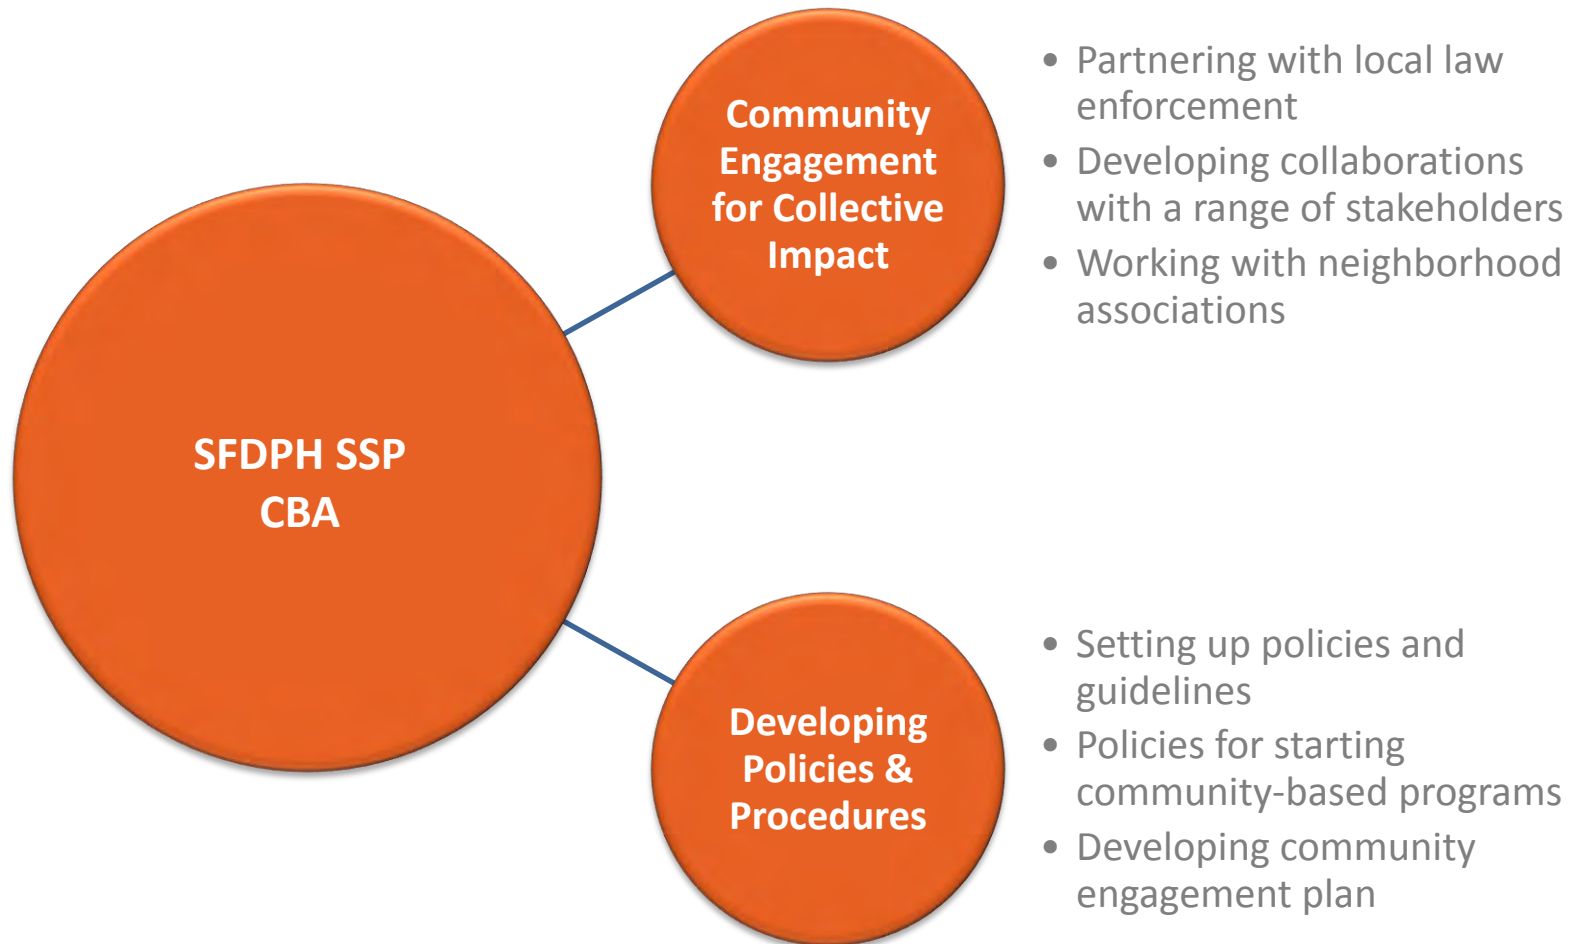 SFDPH SSP
CBA
Community
Engagement
for Collective
Impact
• Partnering with local law
enforcement
• Developing collaborations
with a range of stakeholders
• Working with neighborhood
associations
Developing
Policies &
Procedures
• Setting up policies and
guidelines
• Policies for starting
community-based programs
• Developing community
engagement plan